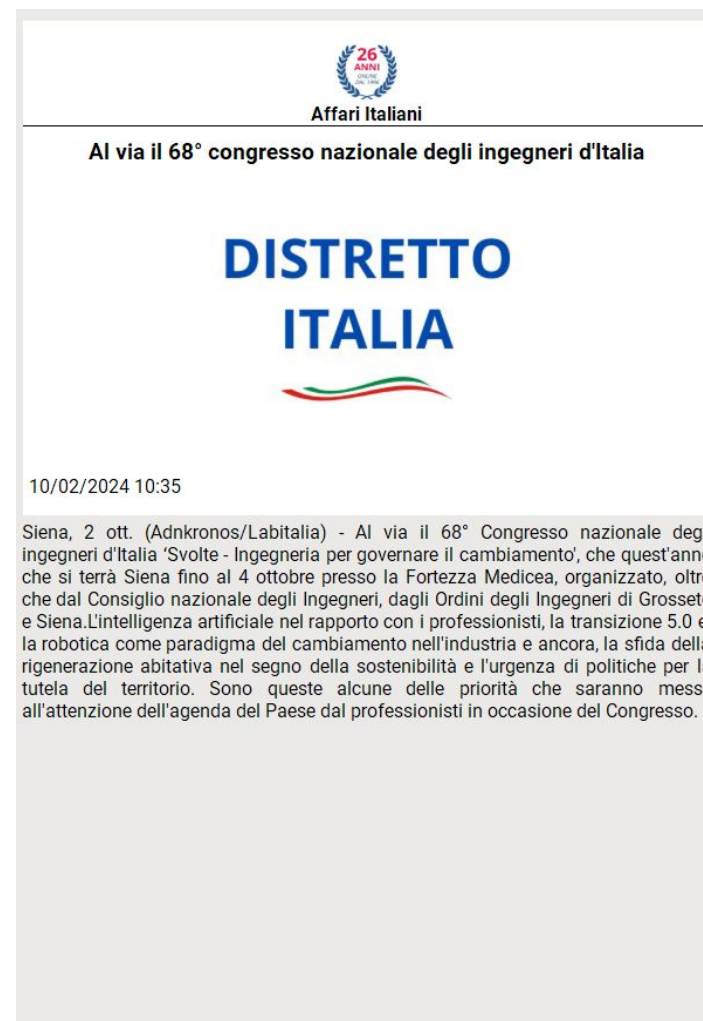 26
ANNI
ONLINE
DAL 1996
Affari Italiani
Al via il 68° congresso nazionale degli ingegneri d'Italia
DISTRETTO
ITALIA
10/02/2024 10:35
Siena, 2 ott. (Adnkronos/Labitalia) - Al via il 68° Congresso nazionale deg
ingegneri d'Italia ‘Svolte - Ingegneria per governare il cambiamento', che quest'ann
che si terrà Siena fino al 4 ottobre presso la Fortezza Medicea, organizzato, oltr
che dal Consiglio nazionale degli Ingegneri, dagli Ordini degli Ingegneri di Grosset
e Siena.L'intelligenza artificiale nel rapporto con i professionisti, la transizione 5.0 e
la robotica come paradigma del cambiamento nell'industria e ancora, la sfida della
rigenerazione abitativa nel segno della sostenibilità e l'urgenza di politiche per l
tutela del territorio. Sono queste alcune delle priorità che saranno mess
all'attenzione dell'agenda del Paese dal professionisti in occasione del Congresso.